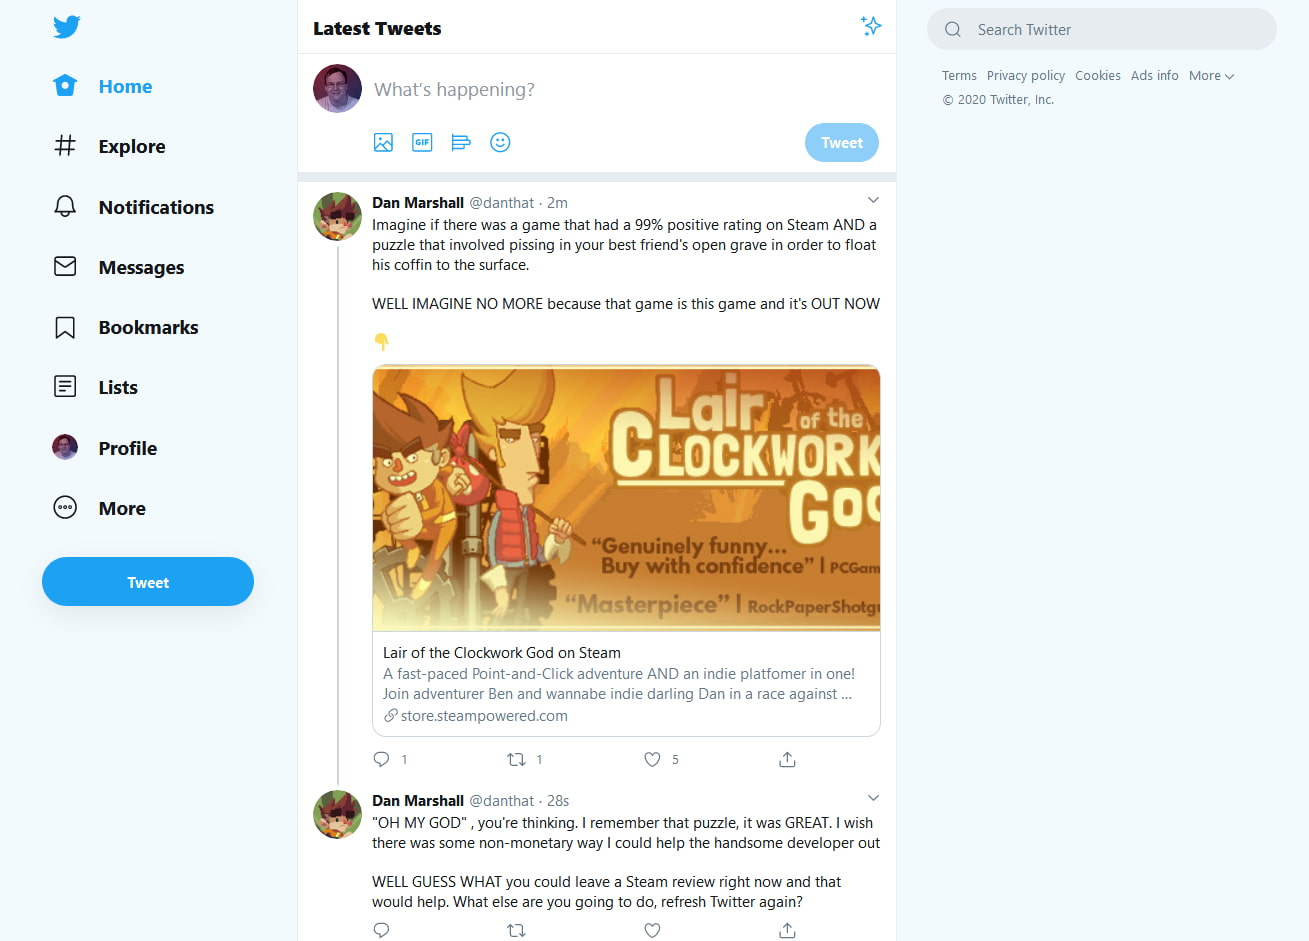 Home
Explore
Notifications
Messages
Bookmarks
Lists
Profile
More
Tweet
Latest Tweets
What's happening?
GIF
Tweet
Dan Marshall @danthat · 2m
Imagine if there was a game that had a 99% positive rating on Steam AND a
puzzle that involved pissing in your best friend's open grave in order to float
his coffin to the surface.
WELL IMAGINE NO MORE because that game is this game and it's OUT NOW
👇
Lair of the
CLOCKWORK
God
"Genuinely funny...
Buy with confidence" | PCGam
"Masterpiece" | RockPaperShotgu
Lair of the Clockwork God on Steam
A fast-paced Point-and-Click adventure AND an indie platfomer in one!
Join adventurer Ben and wannabe indie darling Dan in a race against ...
store.steampowered.com
1 1 5
Dan Marshall @danthat · 28s
"OH MY GOD" , you're thinking. I remember that puzzle, it was GREAT. I wish
there was some non-monetary way I could help the handsome developer out
WELL GUESS WHAT you could leave a Steam review right now and that
would help. What else are you going to do, refresh Twitter again?
Search Twitter
Terms Privacy policy Cookies Ads info More
© 2020 Twitter, Inc.